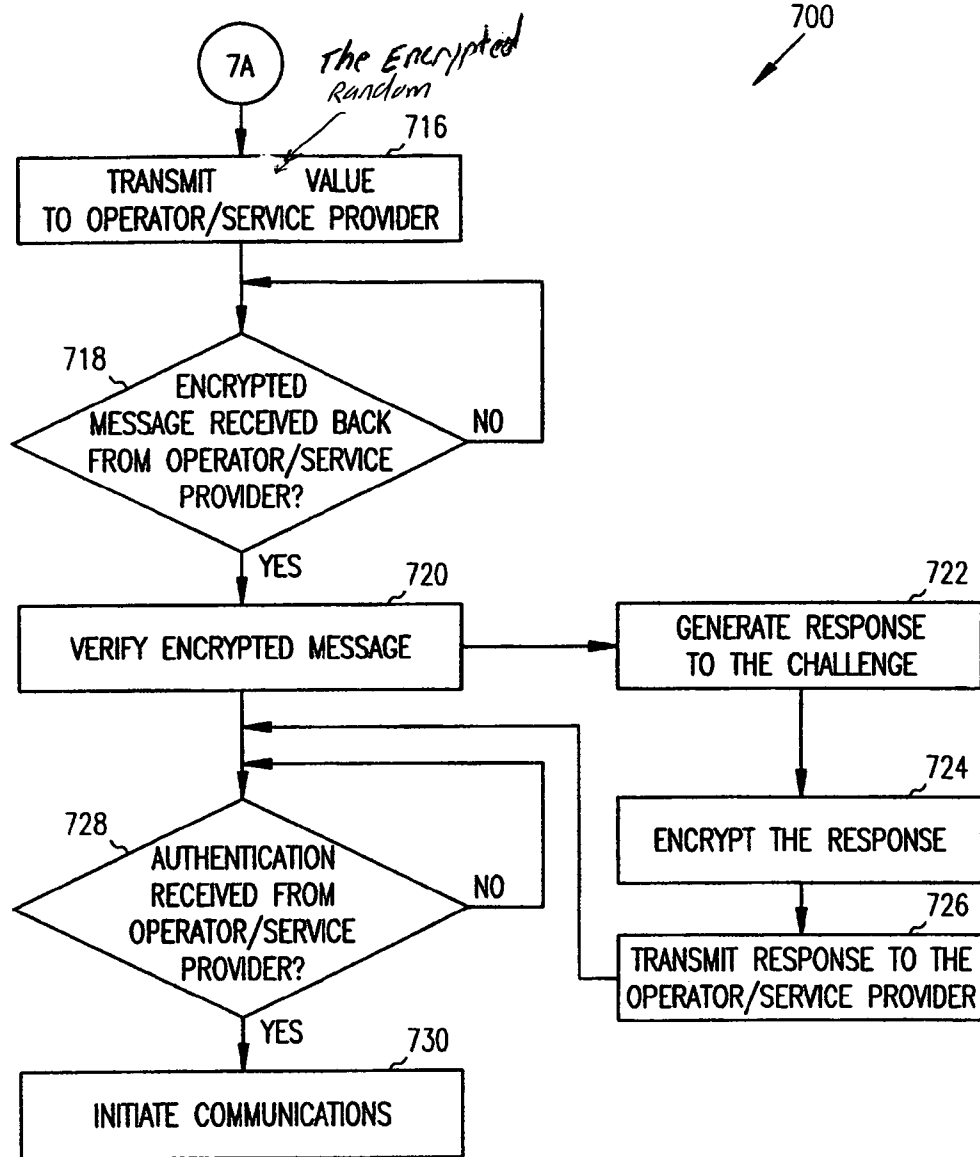 700
7A
The Encrypted
Random
716
TRANSMIT VALUE
TO OPERATOR/SERVICE PROVIDER
718
ENCRYPTED
MESSAGE RECEIVED BACK
FROM OPERATOR/SERVICE
PROVIDER?
NO
YES
720
VERIFY ENCRYPTED MESSAGE
722
GENERATE RESPONSE
TO THE CHALLENGE
724
ENCRYPT THE RESPONSE
726
TRANSMIT RESPONSE TO THE
OPERATOR/SERVICE PROVIDER
728
AUTHENTICATION
RECEIVED FROM
OPERATOR/SERVICE
PROVIDER?
NO
YES
730
INITIATE COMMUNICATIONS